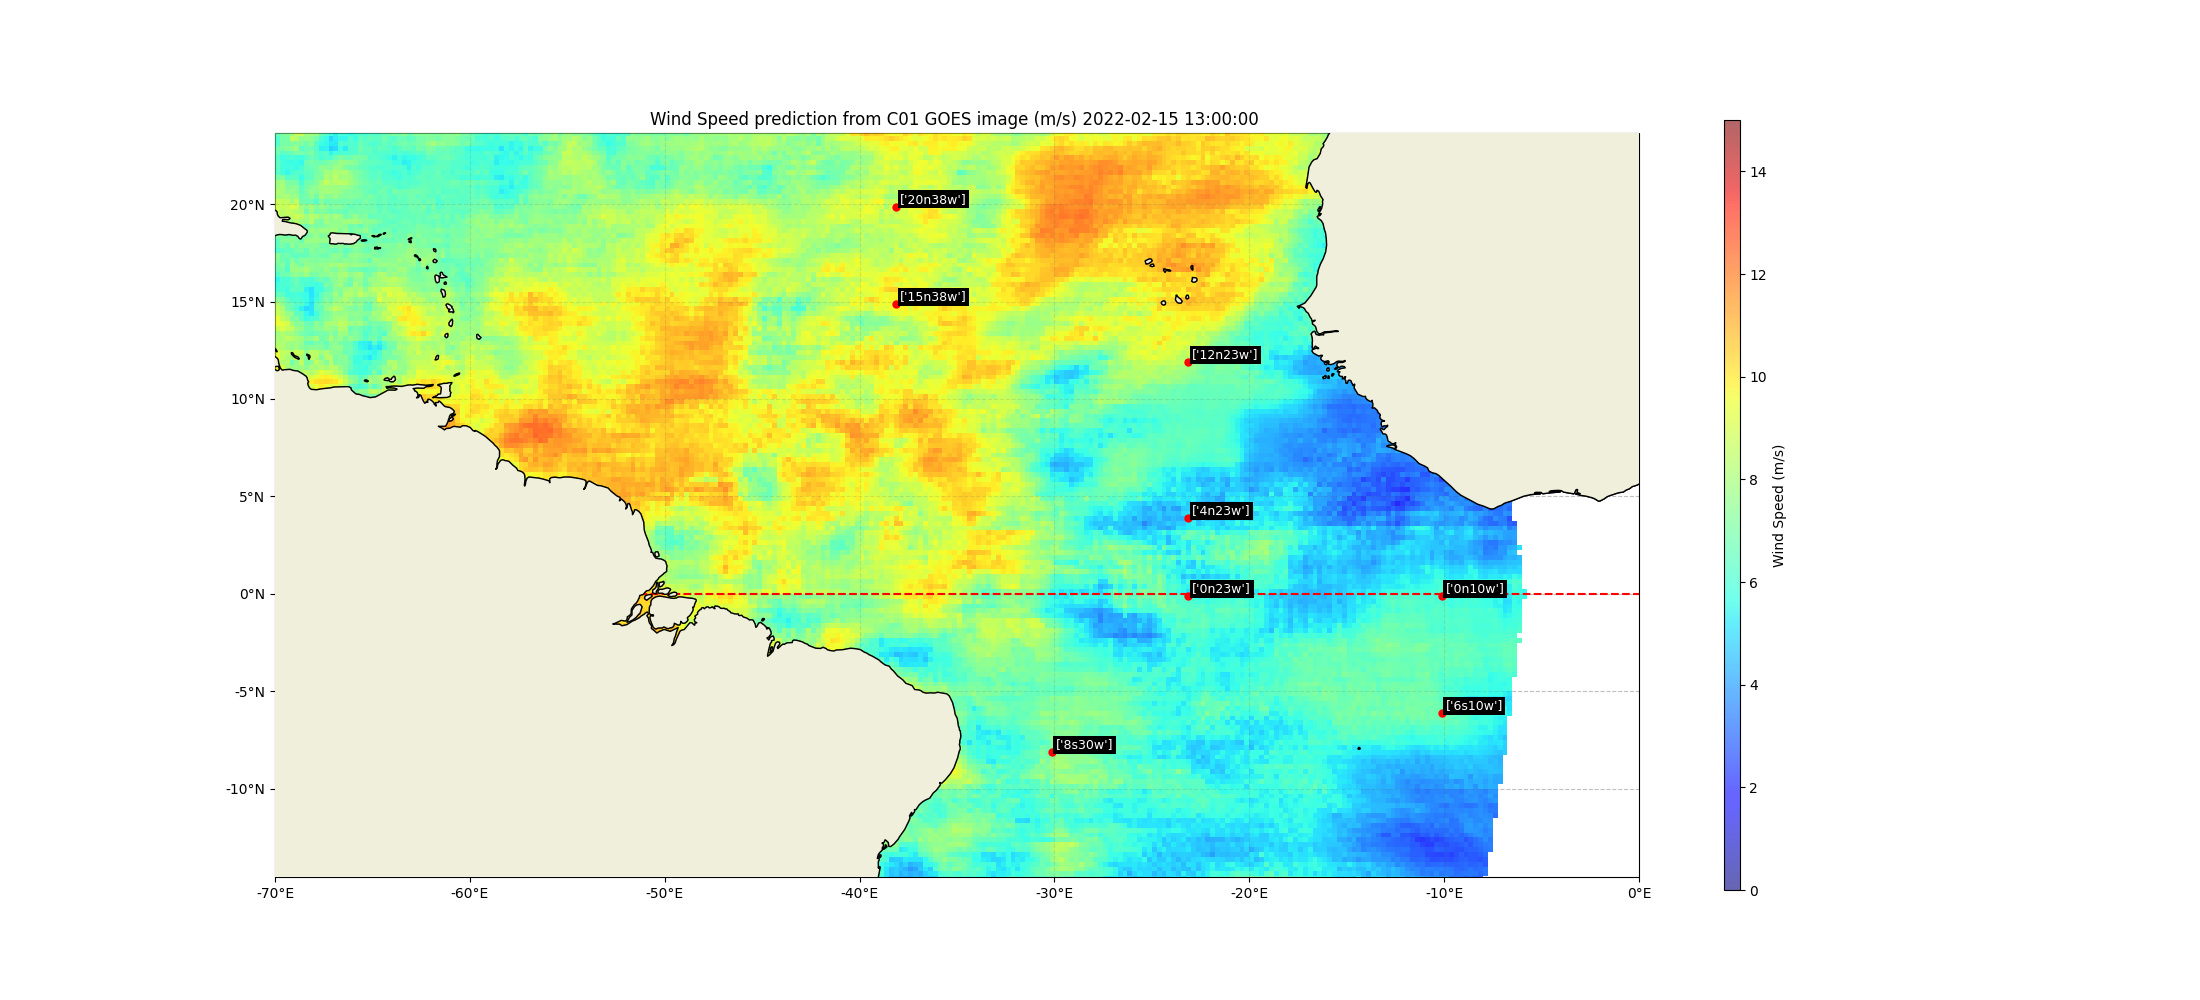 Wind Speed prediction from C01 GOES image (m/s) 2022-02-15 13:00:00
20°N
15°N
10°N
5°N
0°N
-5°N
-10°N
['20n38w']
['15n38w']
['12n23w']
['4n23w']
['0n23w']
['0n10w']
['6s10w']
['8s30w']
-70°E
-60°E
-50°E
-40°E
-30°E
-20°E
-10°E
0°E
14
12
10
8
6
4
2
0
Wind Speed (m/s)